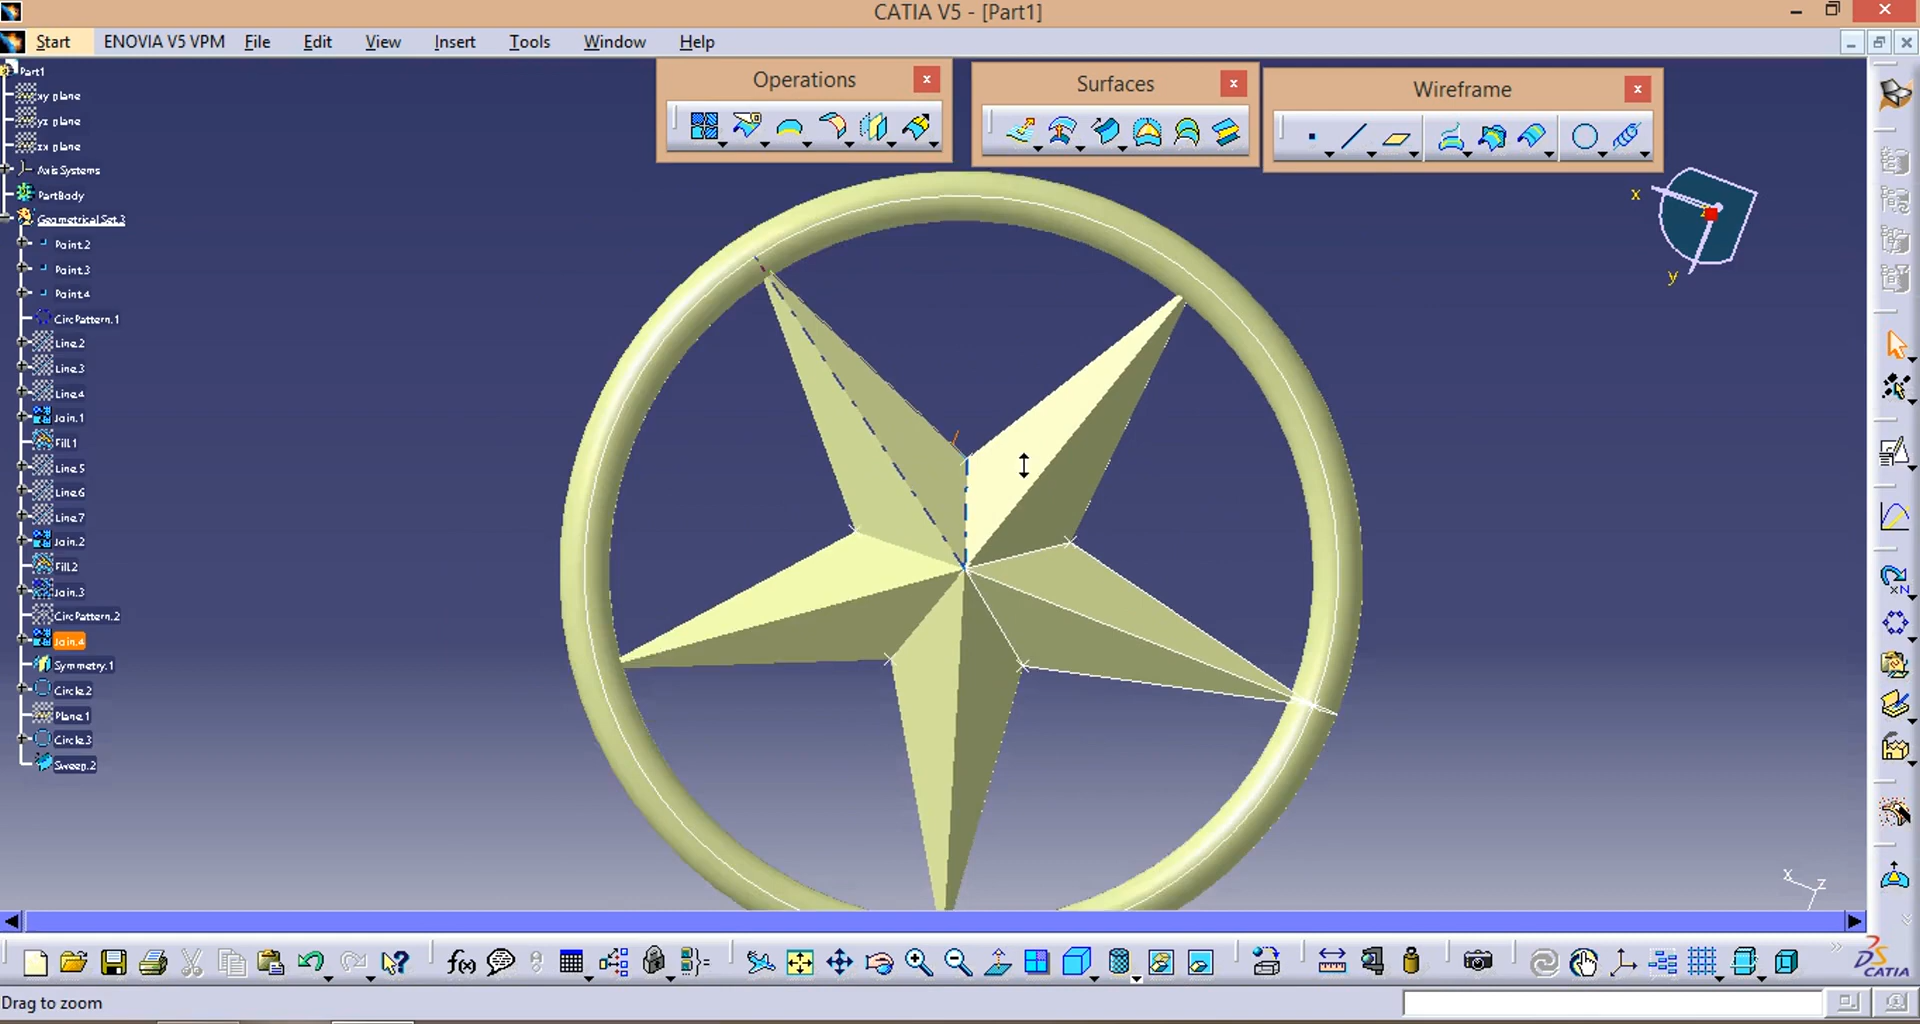 CATIA V5 - [Part1]
Start ENOVIA V5 VPM File Edit View Insert Tools Window Help
Operations
Surfaces
Wireframe
Part1
xy plane
yz plane
zx plane
Axis Systems
PartBody
Geometrical Set.3
Point.2
Point.3
Point.4
CircPattern.1
Line.2
Line.3
Line.4
Join.1
Fill.1
Line.5
Line.6
Line.7
Join.2
Fill.2
Join.3
CircPattern.2
Join.4
Symmetry.1
Circle.2
Plane.1
Circle.3
Sweep.2
x
y
x
z
f(x)
xN
DS
CATIA
Drag to zoom